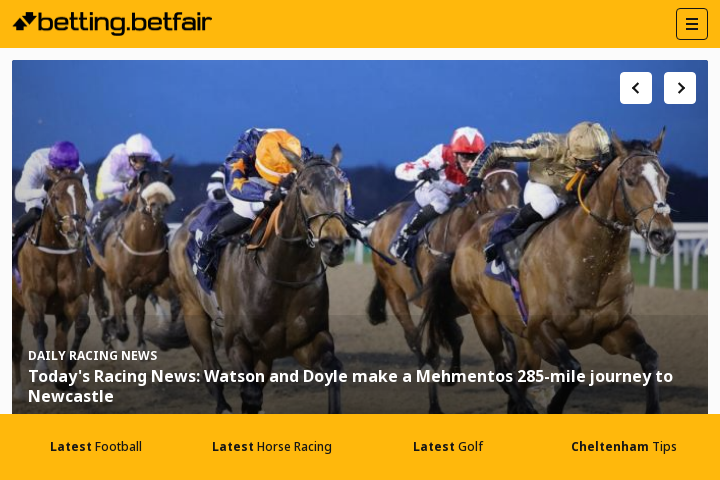 betting.betfair
DAILY RACING NEWS
Today's Racing News: Watson and Doyle make a Mehmentos 285-mile journey to
Newcastle
Latest Football
Latest Horse Racing
Latest Golf
Cheltenham Tips